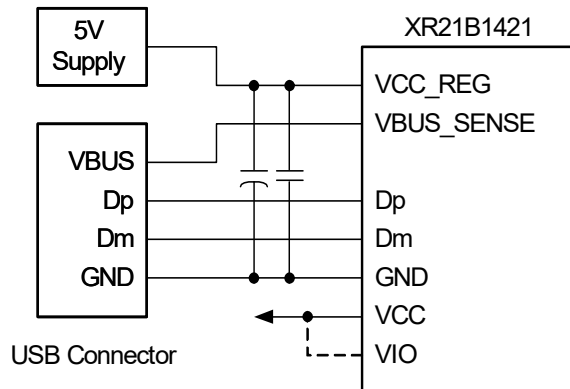 5V
Supply
XR21B1421
VCC_REG
VBUS_SENSE
VBUS
Dp
Dp
Dm
Dm
GND
GND
VCC
VIO
USB Connector